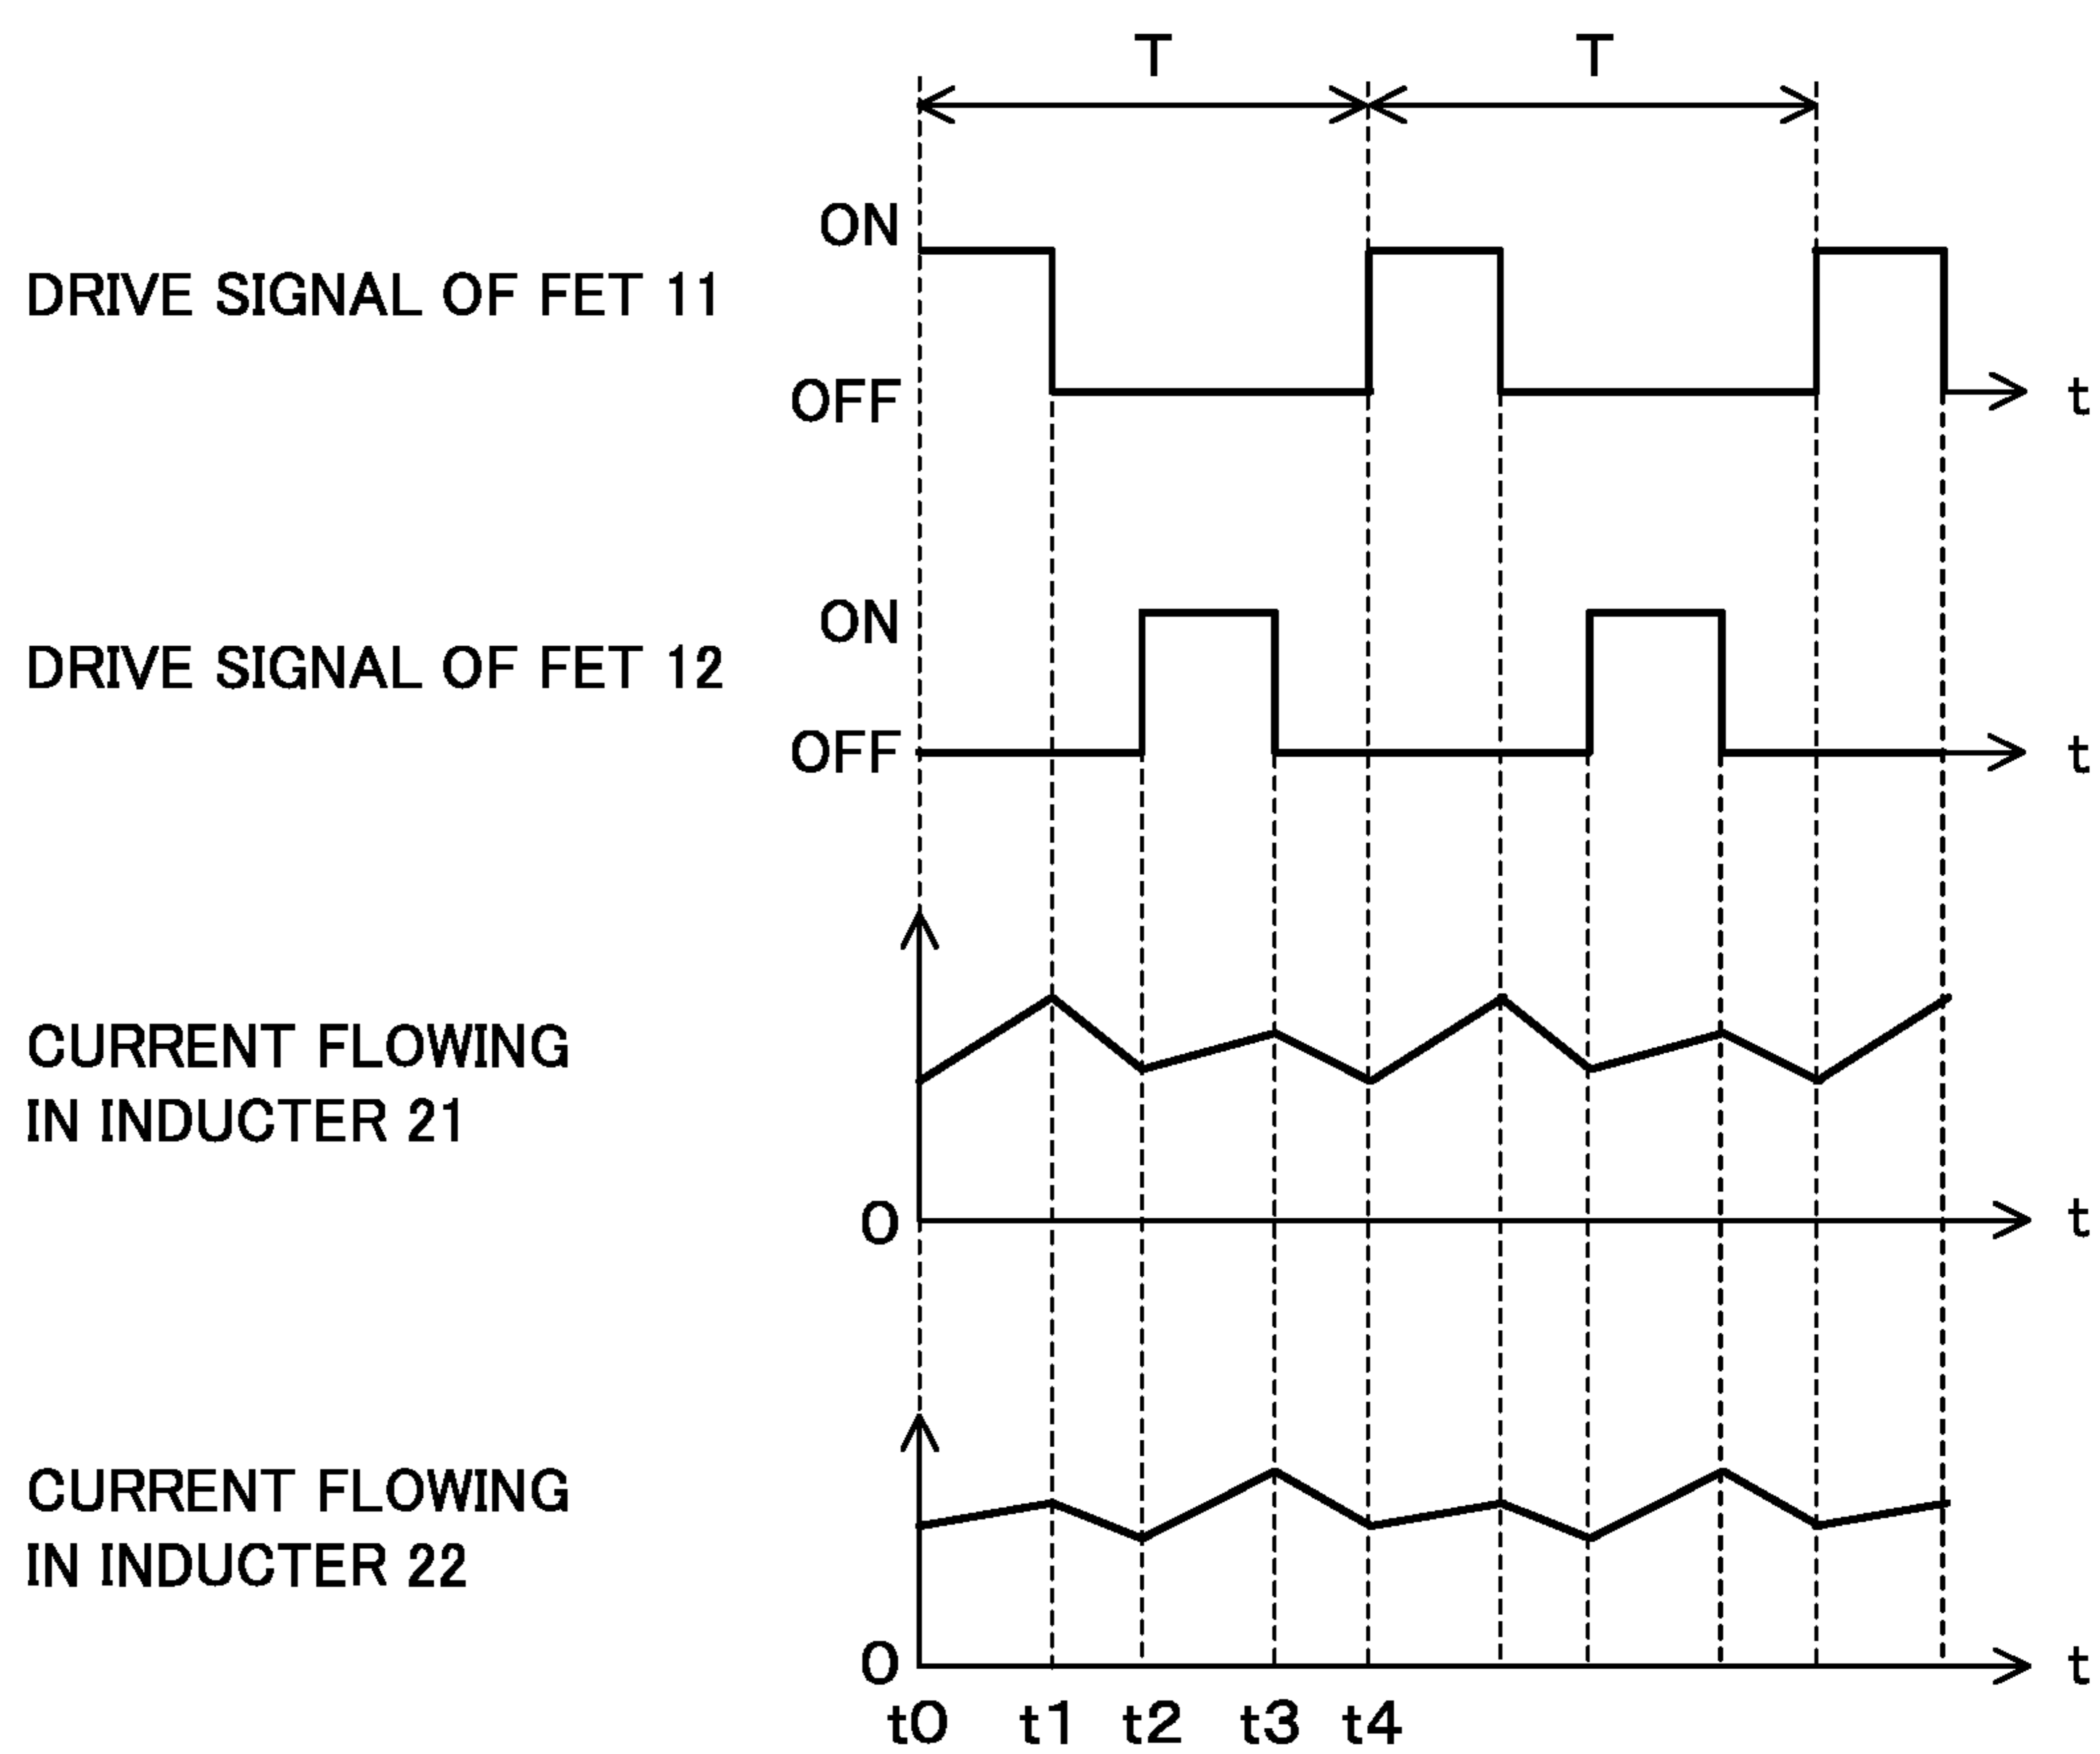 T T
ON
DRIVE SIGNAL OF FET 11
OFF t
ON
DRIVE SIGNAL OF FET 12
OFF t
CURRENT FLOWING
IN INDUCTER 21
0 t
CURRENT FLOWING
IN INDUCTER 22
0 t
t0 t1 t2 t3 t4